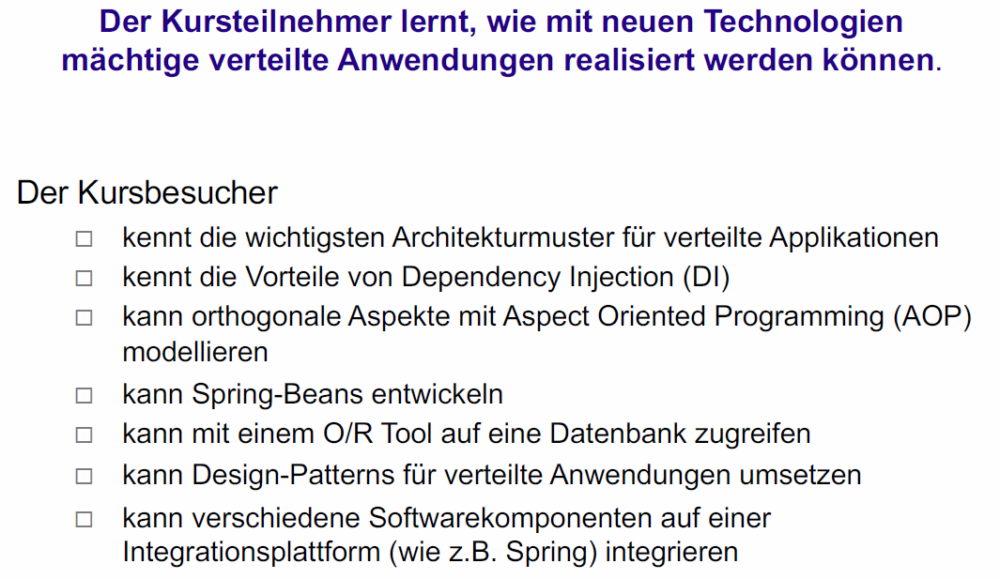 Der Kursteilnehmer lernt, wie mit neuen Technologien
mächtige verteilte Anwendungen realisiert werden können.
Der Kursbesucher
kennt die wichtigsten Architekturmuster für verteilte Applikationen
kennt die Vorteile von Dependency Injection (DI)
kann orthogonale Aspekte mit Aspect Oriented Programming (AOP)
modellieren
kann Spring-Beans entwickeln
kann mit einem O/R Tool auf eine Datenbank zugreifen
kann Design-Patterns für verteilte Anwendungen umsetzen
kann verschiedene Softwarekomponenten auf einer
Integrationsplattform (wie z.B. Spring) integrieren